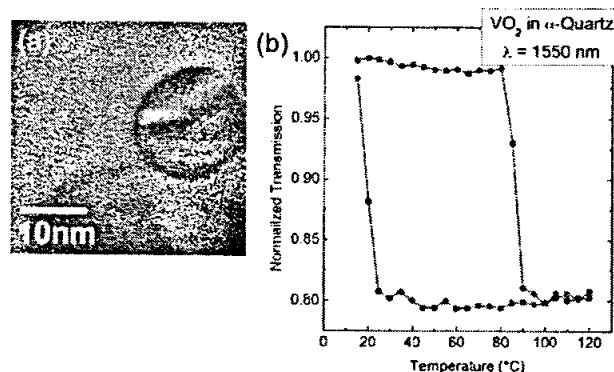 (a)
10nm
(b)
VO₂ in α-Quartz
λ = 1550 nm
Normalized Transmission
1.00
0.95
0.90
0.85
0.80
20 40 60 80 100 120
Temperature (°C)